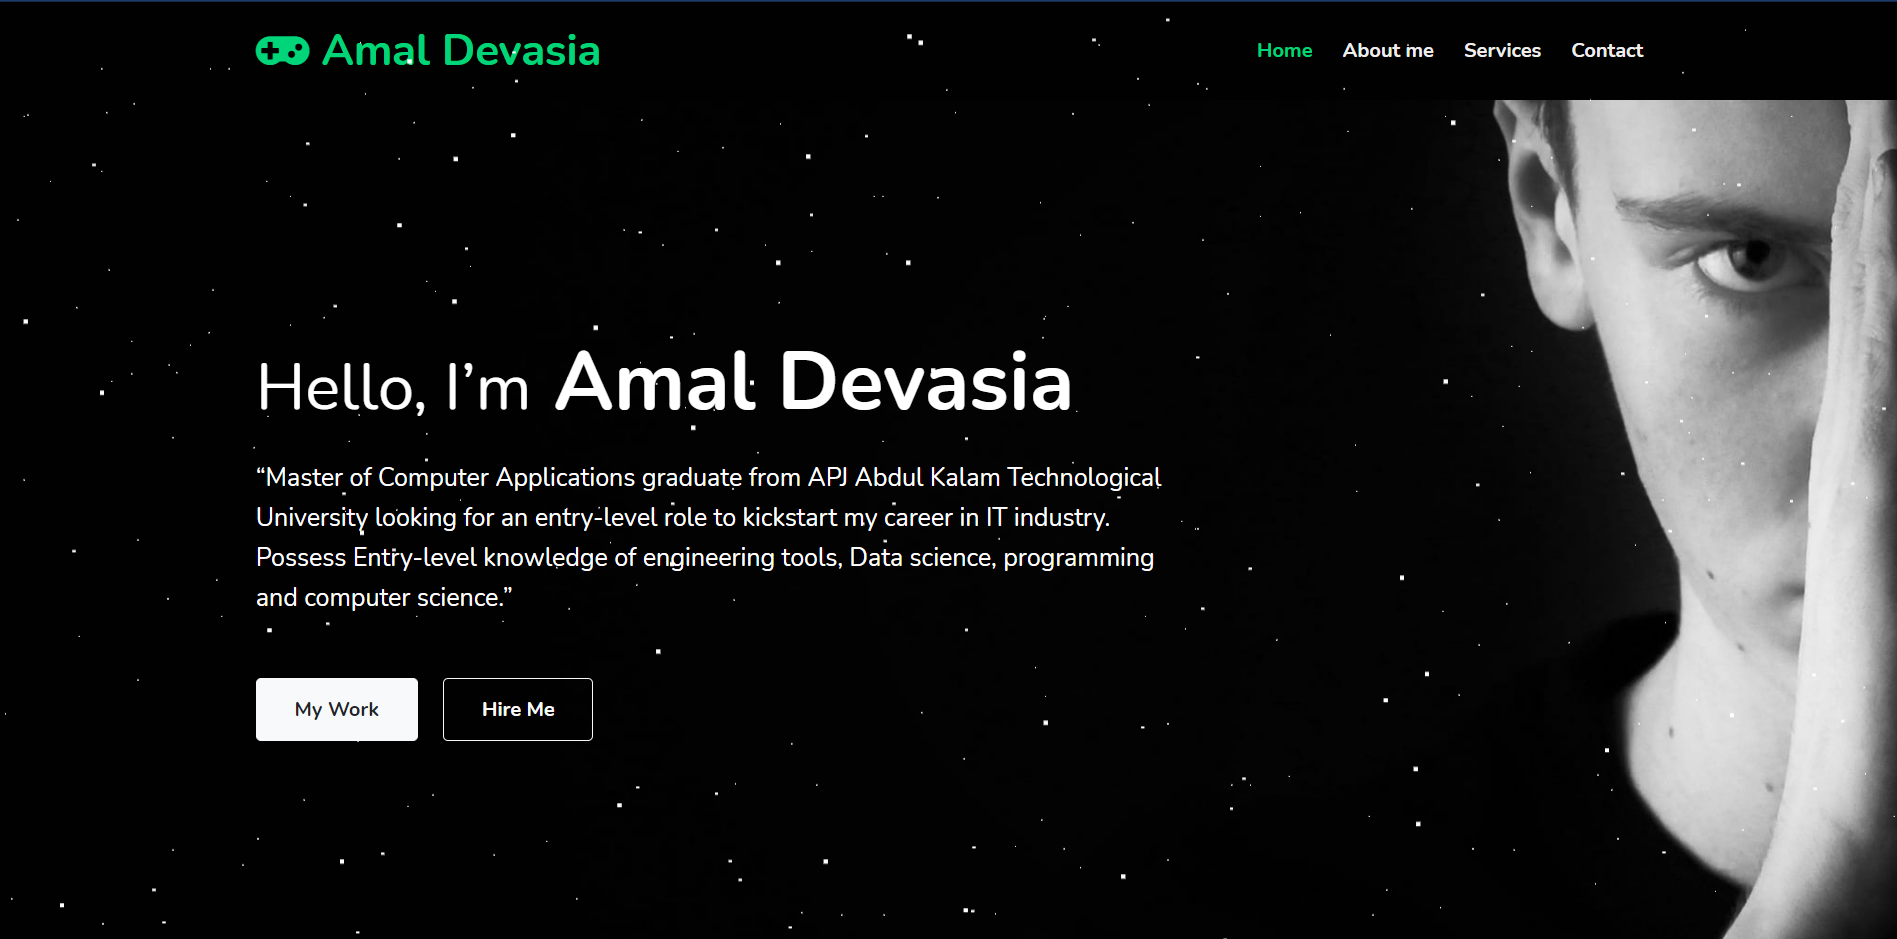 Amal Devasia
Home About me Services Contact
Hello, I’m Amal Devasia
“Master of Computer Applications graduate from APJ Abdul Kalam Technological
University looking for an entry-level role to kickstart my career in IT industry.
Possess Entry-level knowledge of engineering tools, Data science, programming
and computer science.”
My Work Hire Me